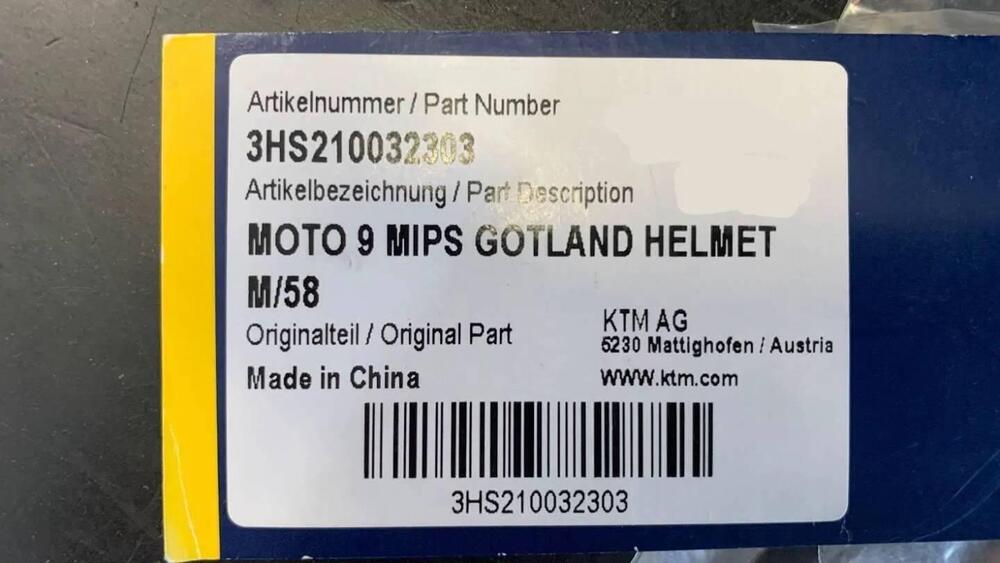 Artikelnummer / Part Number
3HS210032303
Artikelbezeichnung / Part Description
MOTO 9 MIPS GOTLAND HELMET
M/58
Originalteil / Original Part
KTM AG
5230 Mattighofen / Austria
Made in China
www.ktm.com
3HS210032303